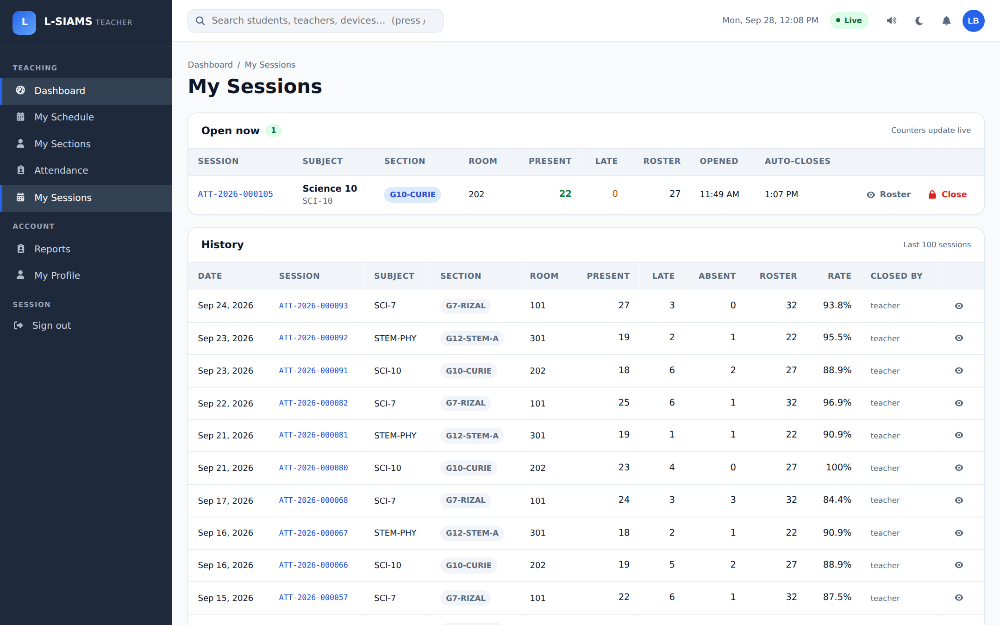 L
L-SIAMS TEACHER
TEACHING
Dashboard
My Schedule
My Sections
Attendance
My Sessions
ACCOUNT
Reports
My Profile
SESSION
Sign out
Search students, teachers, devices… (press /
Mon, Sep 28, 12:08 PM
Live
LB
Dashboard / My Sessions
My Sessions
Open now 1
Counters update live
SESSION SUBJECT SECTION ROOM PRESENT LATE ROSTER OPENED AUTO-CLOSES
ATT-2026-000105 Science 10 SCI-10 G10-CURIE 202 22 0 27 11:49 AM 1:07 PM Roster Close
History
Last 100 sessions
DATE SESSION SUBJECT SECTION ROOM PRESENT LATE ABSENT ROSTER RATE CLOSED BY
Sep 24, 2026 ATT-2026-000093 SCI-7 G7-RIZAL 101 27 3 0 32 93.8% teacher
Sep 23, 2026 ATT-2026-000092 STEM-PHY G12-STEM-A 301 19 2 1 22 95.5% teacher
Sep 23, 2026 ATT-2026-000091 SCI-10 G10-CURIE 202 18 6 2 27 88.9% teacher
Sep 22, 2026 ATT-2026-000082 SCI-7 G7-RIZAL 101 25 6 1 32 96.9% teacher
Sep 21, 2026 ATT-2026-000081 STEM-PHY G12-STEM-A 301 19 1 1 22 90.9% teacher
Sep 21, 2026 ATT-2026-000080 SCI-10 G10-CURIE 202 23 4 0 27 100% teacher
Sep 17, 2026 ATT-2026-000068 SCI-7 G7-RIZAL 101 24 3 3 32 84.4% teacher
Sep 16, 2026 ATT-2026-000067 STEM-PHY G12-STEM-A 301 18 2 1 22 90.9% teacher
Sep 16, 2026 ATT-2026-000066 SCI-10 G10-CURIE 202 19 5 2 27 88.9% teacher
Sep 15, 2026 ATT-2026-000057 SCI-7 G7-RIZAL 101 22 6 1 32 87.5% teacher